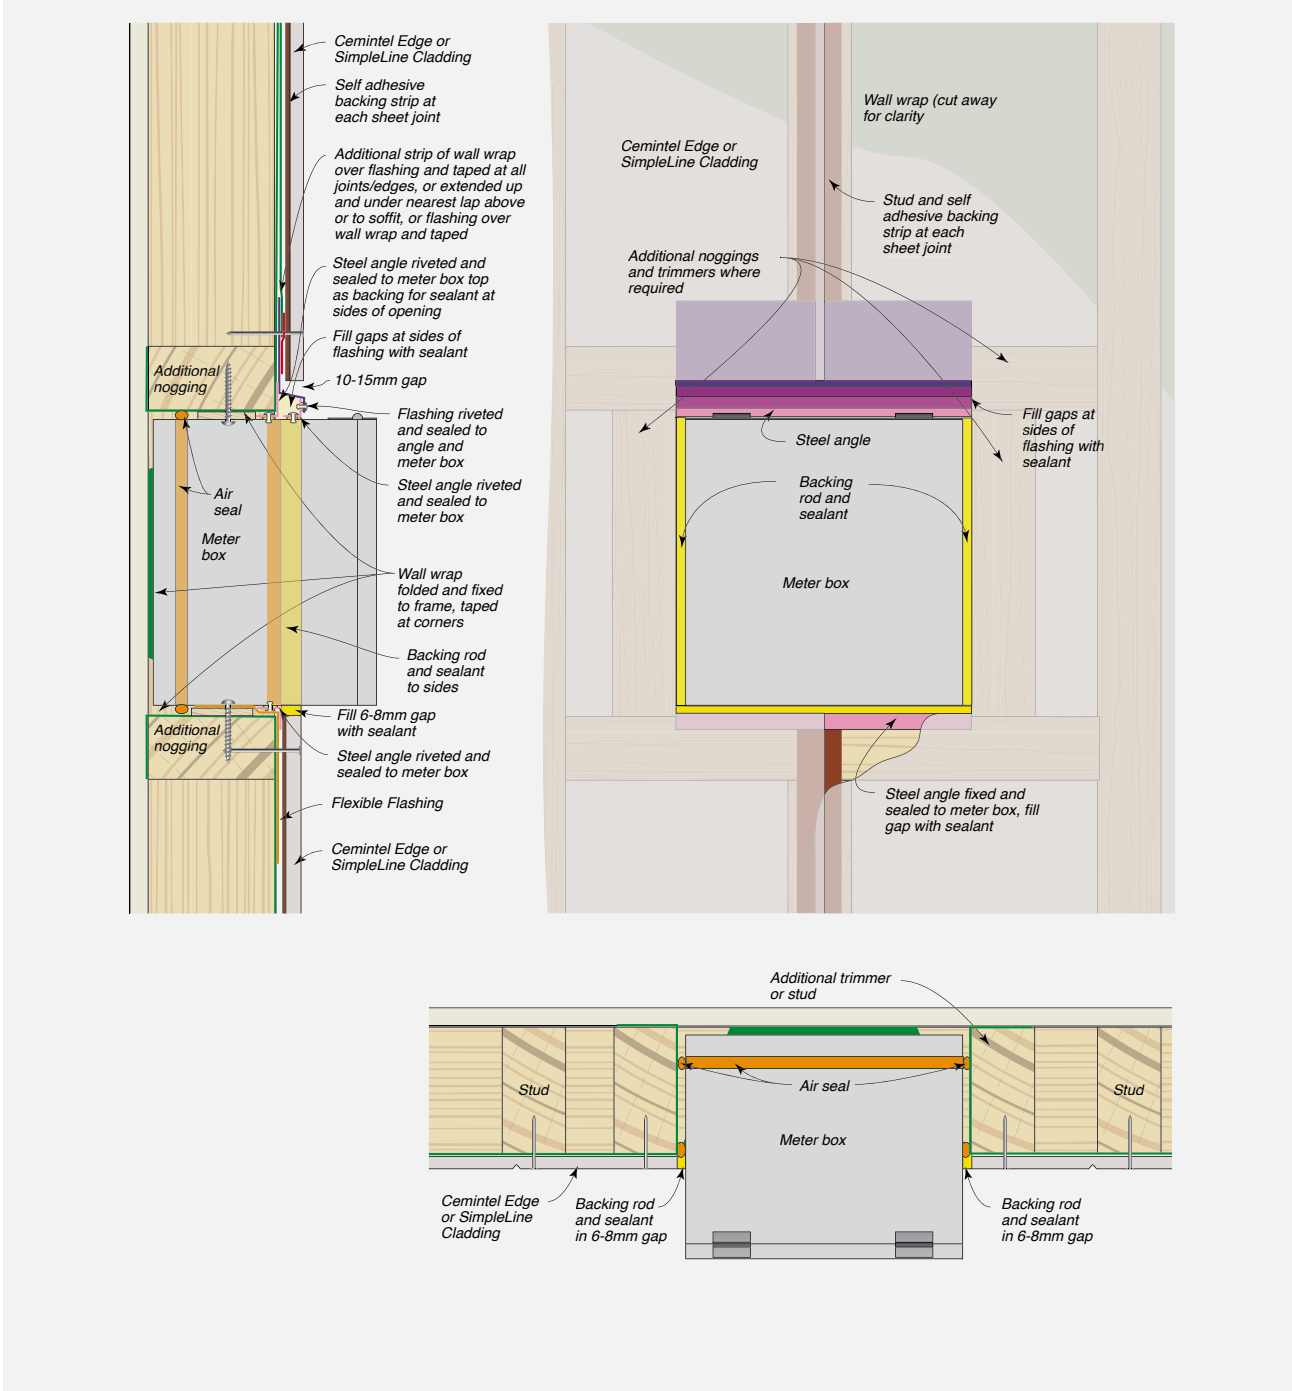 Cemintel Edge or
SimpleLine Cladding
Self adhesive
backing strip at
each sheet joint
Additional strip of wall wrap
over flashing and taped at all
joints/edges, or extended up
and under nearest lap above
or to soffit, or flashing over
wall wrap and taped
Steel angle riveted and
sealed to meter box top
as backing for sealant at
sides of opening
Fill gaps at sides of
flashing with sealant
10-15mm gap
Additional
nogging
Flashing riveted
and sealed to
angle and
meter box
Steel angle riveted
and sealed to
meter box
Air
seal
Meter
box
Wall wrap
folded and fixed
to frame, taped
at corners
Backing rod
and sealant
to sides
Fill 6-8mm gap
with sealant
Additional
nogging
Steel angle riveted and
sealed to meter box
Flexible Flashing
Cemintel Edge or
SimpleLine Cladding
Wall wrap (cut away
for clarity
Cemintel Edge or
SimpleLine Cladding
Stud and self
adhesive backing
strip at each
sheet joint
Additional noggings
and trimmers where
required
Fill gaps at
sides of
flashing with
sealant
Steel angle
Backing
rod and
sealant
Meter box
Steel angle fixed and
sealed to meter box, fill
gap with sealant
Additional trimmer
or stud
Stud
Air seal
Stud
Meter box
Cemintel Edge
or SimpleLine
Cladding
Backing rod
and sealant
in 6-8mm gap
Backing rod
and sealant
in 6-8mm gap